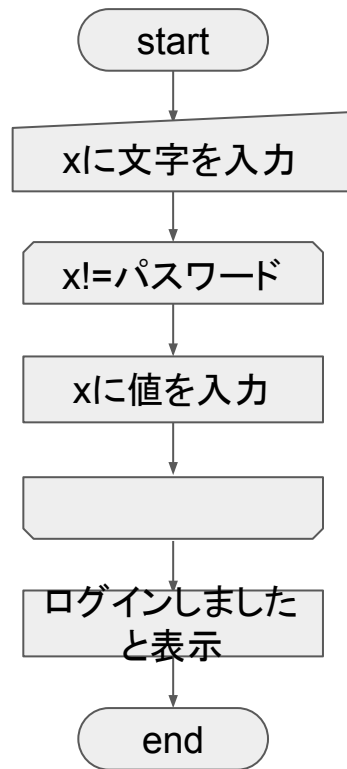 start
xに文字を入力
x!=パスワード
xに値を入力
ログインしました
と表示
end